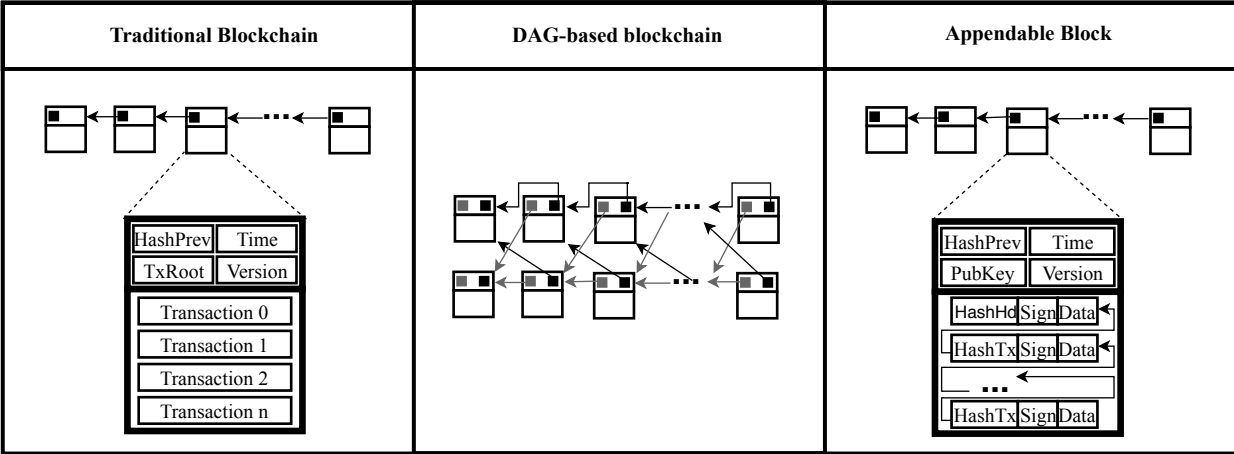 Traditional Blockchain
DAG-based blockchain
Appendable Block
HashPrev Time
TxRoot Version
Transaction 0
Transaction 1
Transaction 2
Transaction n
HashPrev Time
PubKey Version
HashHd Sign Data
HashTx Sign Data
...
HashTx Sign Data